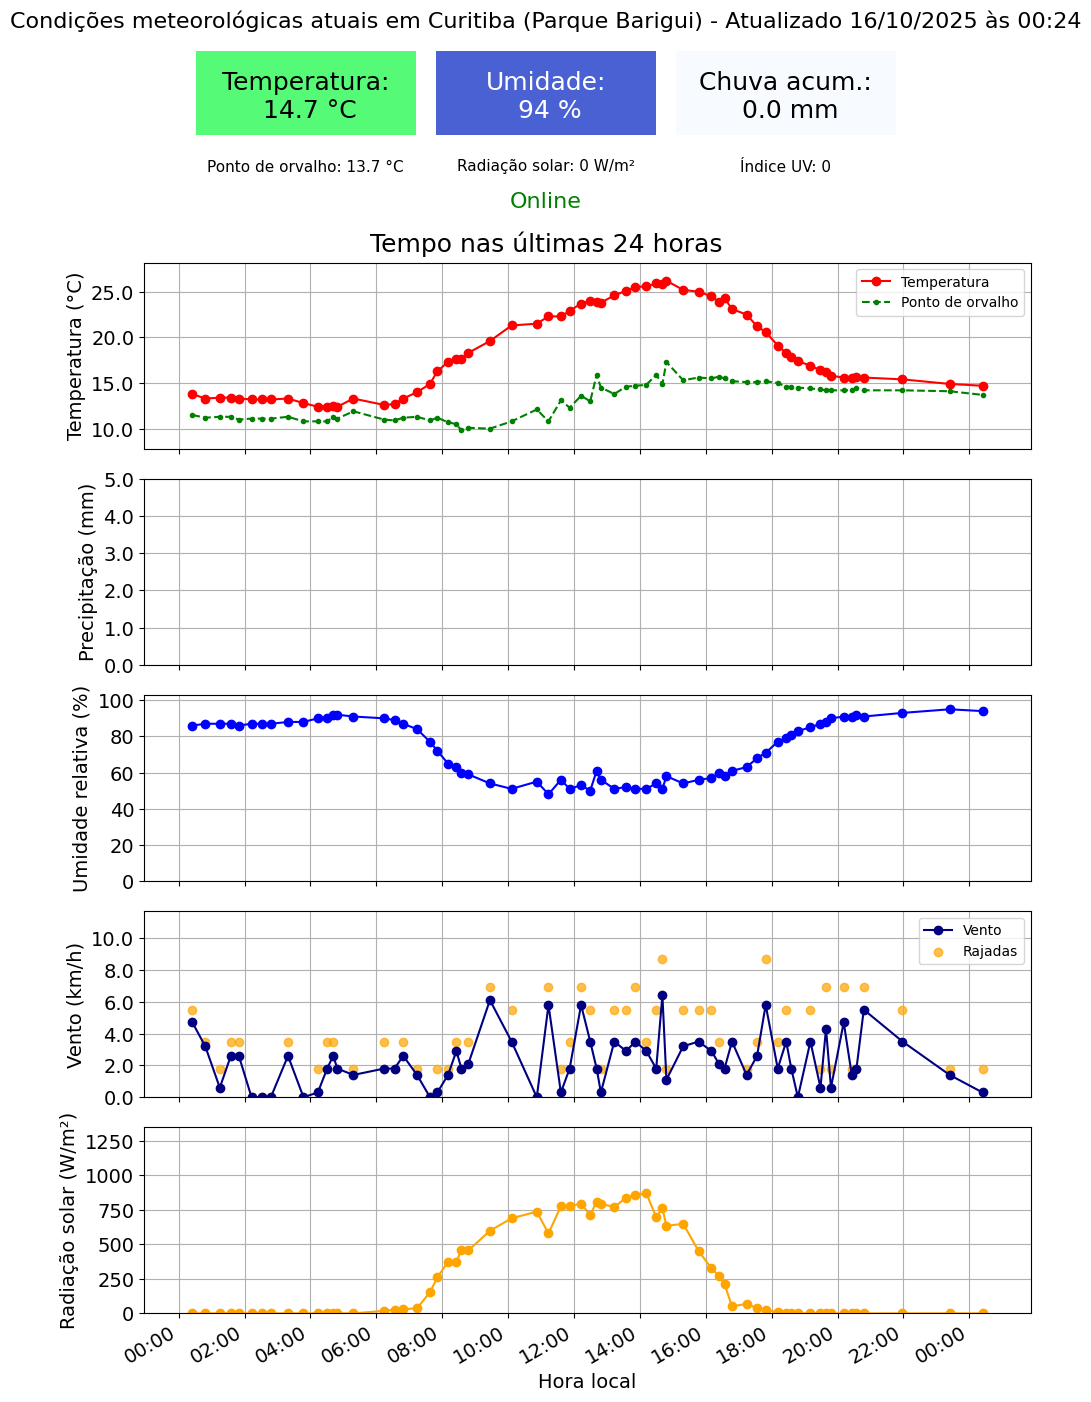 Condições meteorológicas atuais em Curitiba (Parque Barigui) - Atualizado 16/10/2025 às 00:24
Temperatura:
14.7 °C
Umidade:
94 %
Chuva acum.:
0.0 mm
Ponto de orvalho: 13.7 °C
Radiação solar: 0 W/m²
Índice UV: 0
Online
Tempo nas últimas 24 horas
Temperatura (°C)
25.0
20.0
15.0
10.0
Temperatura
Ponto de orvalho
Precipitação (mm)
5.0
4.0
3.0
2.0
1.0
0.0
Umidade relativa (%)
100
80
60
40
20
0
Vento (km/h)
10.0
8.0
6.0
4.0
2.0
0.0
Vento
Rajadas
Radiação solar (W/m²)
1250
1000
750
500
250
0
00:00
02:00
04:00
06:00
08:00
10:00
12:00
14:00
16:00
18:00
20:00
22:00
00:00
Hora local